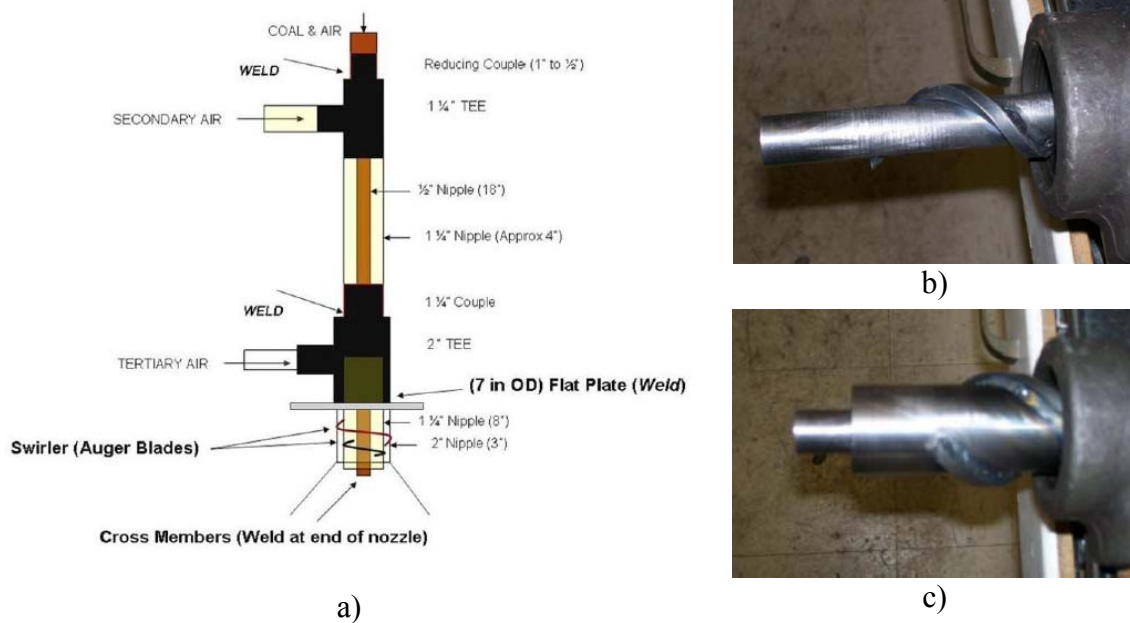 COAL & AIR
WELD
Reducing Couple (1" to ½")
1 ¼" TEE
SECONDARY AIR
½" Nipple (18")
1 ¼" Nipple (Approx 4")
WELD
1 ¼" Couple
2" TEE
TERTIARY AIR
(7 in OD) Flat Plate (Weld)
1 ¼" Nipple (8")
Swirler (Auger Blades)
2" Nipple (3")
Cross Members (Weld at end of nozzle)
a)
b)
c)